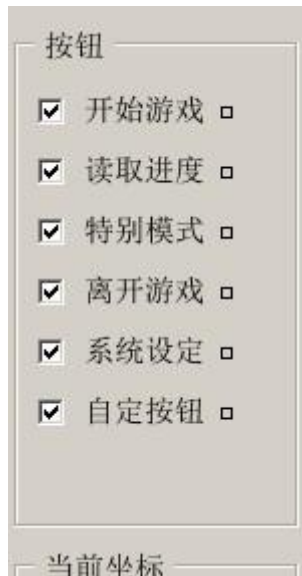 按钮
开始游戏
读取进度
特别模式
离开游戏
系统设定
自定按钮
当前坐标